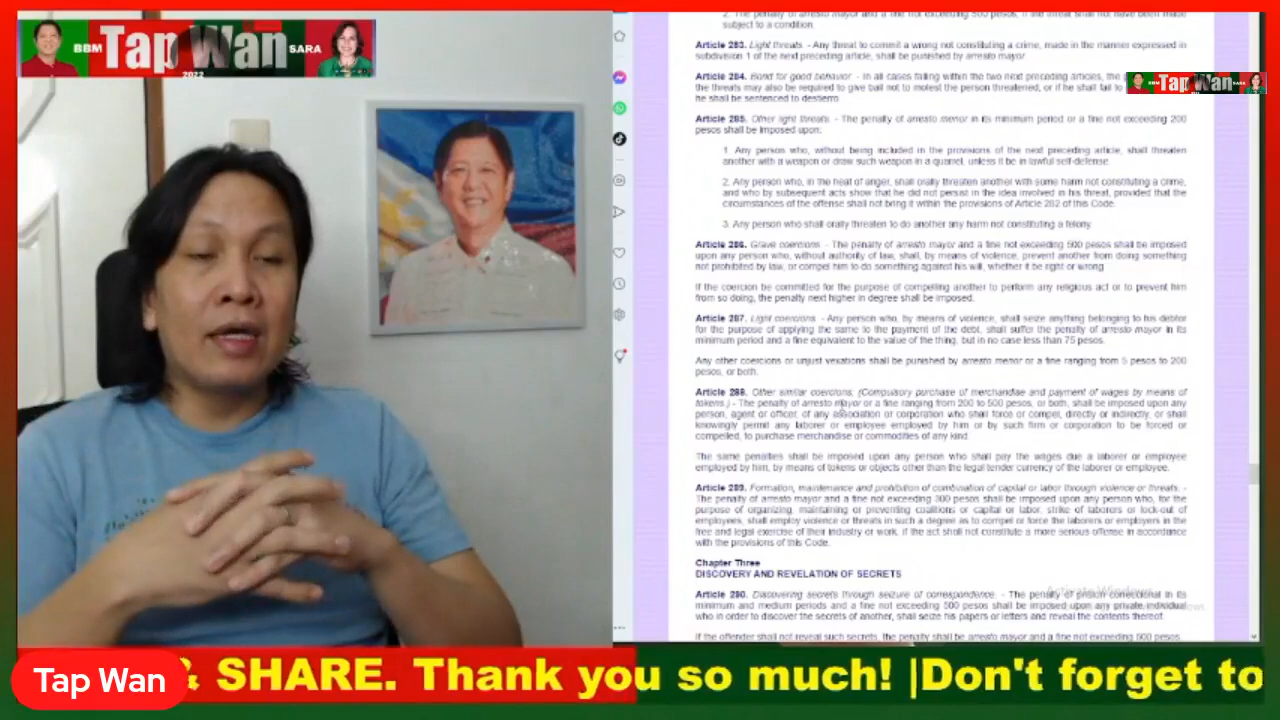 BBM Tap Wan SARA
2022
2. The penalty of arresto mayor and a fine not exceeding 500 pesos, if the threat shall not have been made
subject to a condition.
Article 283. Light threats. - Any threat to commit a wrong not constituting a crime, made in the manner expressed in
subdivision 1 of the next preceding article, shall be punished by arresto mayor.
Article 284. Bond for good behavior. - In all cases falling within the two next preceding articles, the
the threats may also be required to give bail not to molest the person threatened, or if he shall fail to
he shall be sentenced to destierro.
BBM Tap Wan SARA
Article 285. Other light threats. - The penalty of arresto menor in its minimum period or a fine not exceeding 200
pesos shall be imposed upon:
1. Any person who, without being included in the provisions of the next preceding article, shall threaten
another with a weapon or draw such weapon in a quarrel, unless it be in lawful self-defense.
2. Any person who, in the heat of anger, shall orally threaten another with some harm not constituting a crime,
and who by subsequent acts show that he did not persist in the idea involved in his threat, provided that the
circumstances of the offense shall not bring it within the provisions of Article 282 of this Code.
3. Any person who shall orally threaten to do another any harm not constituting a felony.
Article 286. Grave coercions. - The penalty of arresto mayor and a fine not exceeding 500 pesos shall be imposed
upon any person who, without authority of law, shall, by means of violence, prevent another from doing something
not prohibited by law, or compel him to do something against his will, whether it be right or wrong.
If the coercion be committed for the purpose of compelling another to perform any religious act or to prevent him
from so doing, the penalty next higher in degree shall be imposed.
Article 287. Light coercions. - Any person who, by means of violence, shall seize anything belonging to his debtor
for the purpose of applying the same to the payment of the debt, shall suffer the penalty of arresto mayor in its
minimum period and a fine equivalent to the value of the thing, but in no case less than 75 pesos.
Any other coercions or unjust vexations shall be punished by arresto menor or a fine ranging from 5 pesos to 200
pesos, or both.
Article 288. Other similar coercions; (Compulsory purchase of merchandise and payment of wages by means of
tokens.) - The penalty of arresto mayor or a fine ranging from 200 to 500 pesos, or both, shall be imposed upon any
person, agent or officer, of any association or corporation who shall force or compel, directly or indirectly, or shall
knowingly permit any laborer or employee employed by him or by such firm or corporation to be forced or
compelled, to purchase merchandise or commodities of any kind.
The same penalties shall be imposed upon any person who shall pay the wages due a laborer or employee
employed by him, by means of tokens or objects other than the legal tender currency of the laborer or employee.
Article 289. Formation, maintenance and prohibition of combination of capital or labor through violence or threats. -
The penalty of arresto mayor and a fine not exceeding 300 pesos shall be imposed upon any person who, for the
purpose of organizing, maintaining or preventing coalitions or capital or labor, strike of laborers or lock-out of
employees, shall employ violence or threats in such a degree as to compel or force the laborers or employers in the
free and legal exercise of their industry or work, if the act shall not constitute a more serious offense in accordance
with the provisions of this Code.
Chapter Three
DISCOVERY AND REVELATION OF SECRETS
Article 290. Discovering secrets through seizure of correspondence. - The penalty of prision correccional in its
minimum and medium periods and a fine not exceeding 500 pesos shall be imposed upon any private individual
who in order to discover the secrets of another, shall seize his papers or letters and reveal the contents thereof.
If the offender shall not reveal such secrets, the penalty shall be arresto mayor and a fine not exceeding 500 pesos.
Activate Windows
& SHARE. Thank you so much! |Don't forget to
Tap Wan